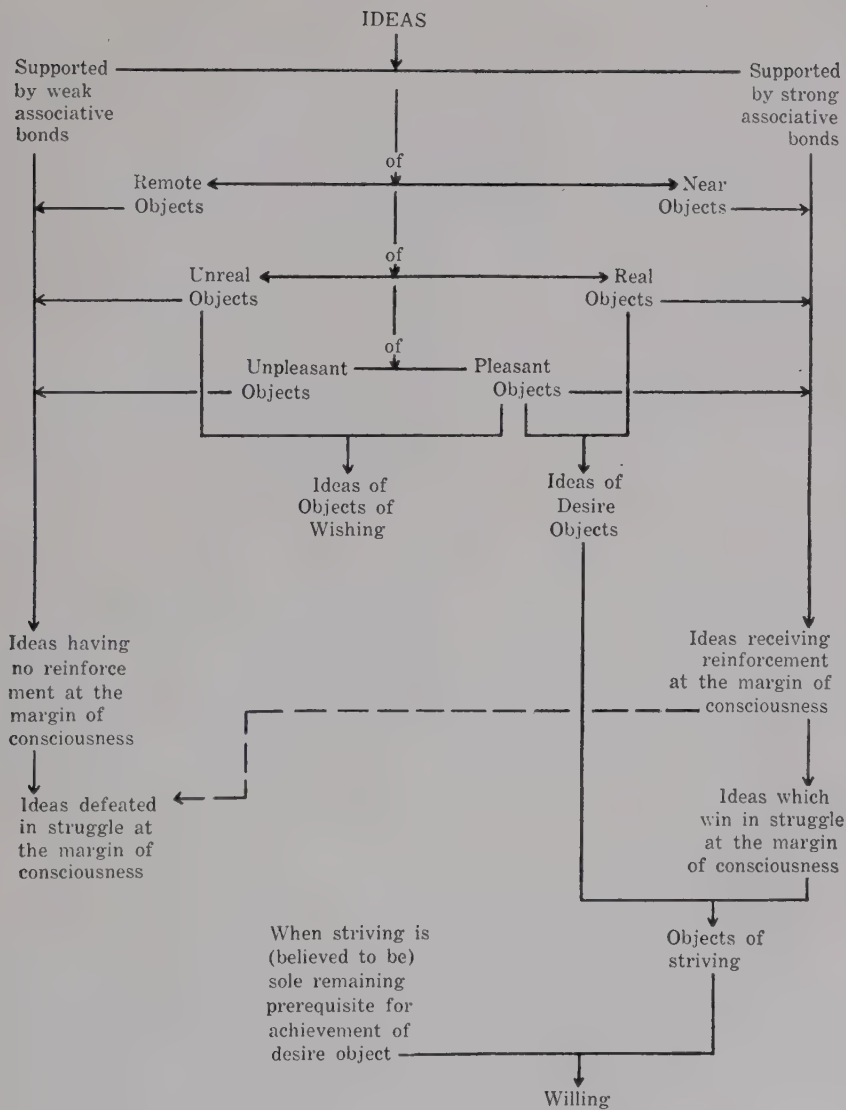 IDEAS
Supported
by weak
associative
bonds
Supported
by strong
associative
bonds
of
Remote
Objects
Near
Objects
of
Unreal
Objects
Real
Objects
of
Unpleasant
Objects
Pleasant
Objects
Ideas of
Objects of
Wishing
Ideas of
Desire
Objects
Ideas having
no reinforce
ment at the
margin of
consciousness
Ideas receiving
reinforcement
at the margin of
consciousness
Ideas defeated
in struggle at
the margin of
consciousness
Ideas which
win in struggle
at the margin
of consciousness
When striving is
(believed to be)
sole remaining
prerequisite for
achievement of
desire object
Objects of
striving
Willing